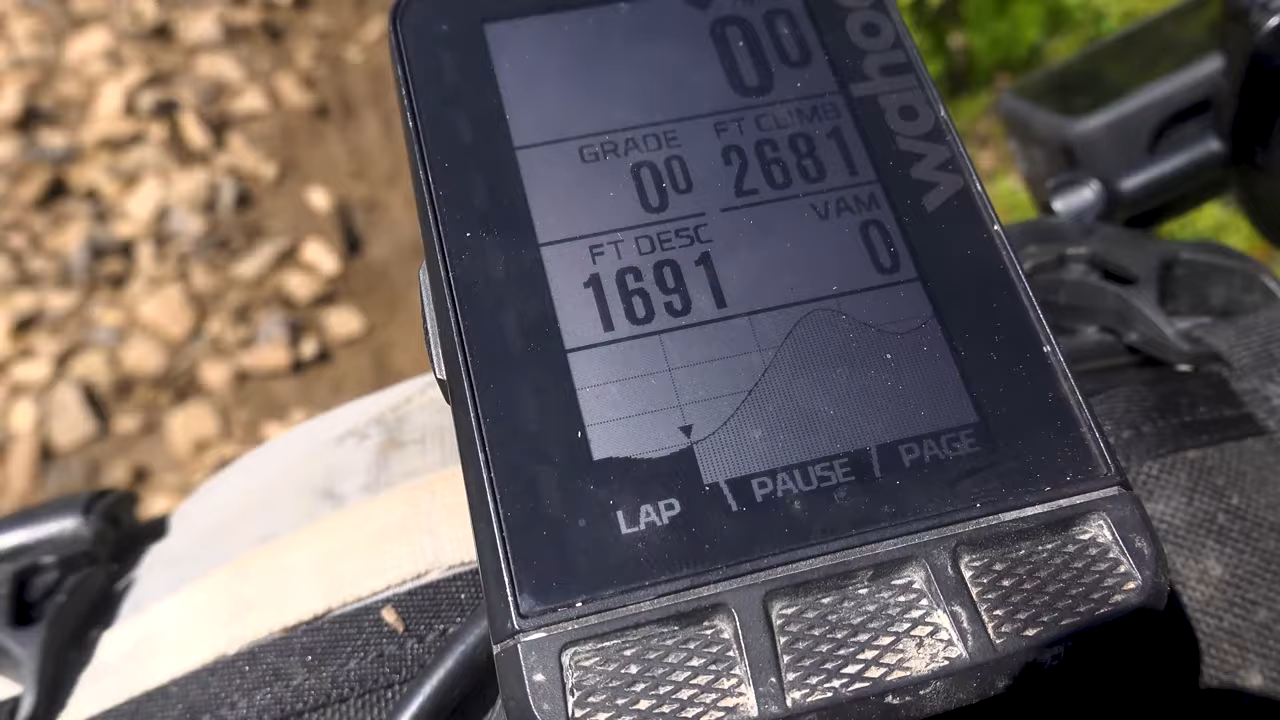 0⁰
wahoo
GRADE
FT CLIMB
0⁰
2681
FT DESC
VAM
1691
0
LAP
PAUSE
PAGE